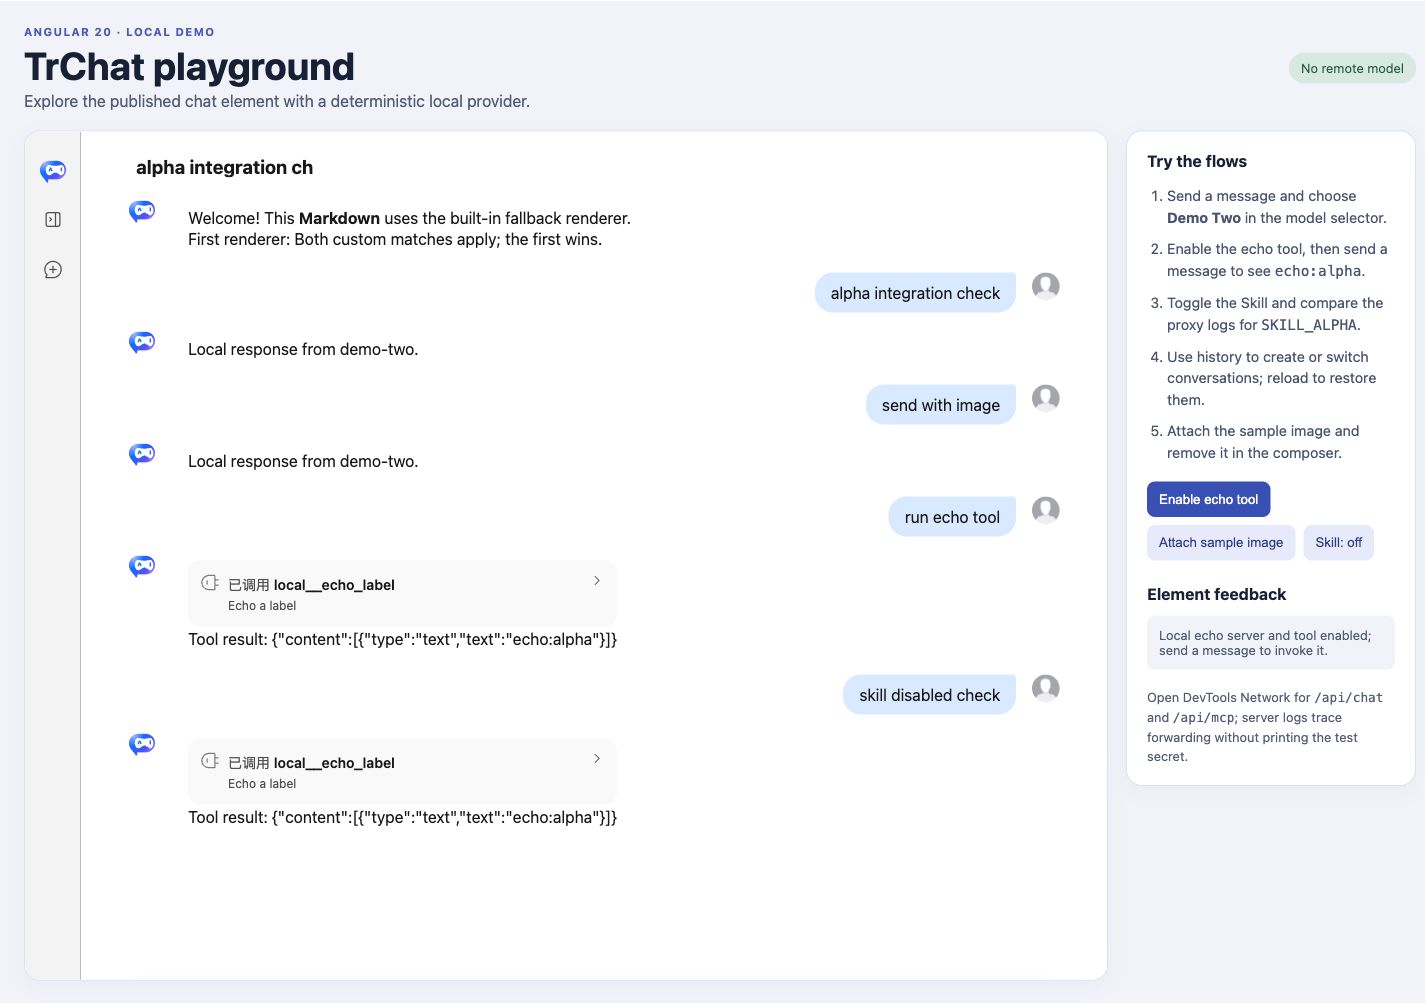 ANGULAR 20 · LOCAL DEMO
TrChat playground
Explore the published chat element with a deterministic local provider.
No remote model
alpha integration ch
Welcome! This Markdown uses the built-in fallback renderer.
First renderer: Both custom matches apply; the first wins.
alpha integration check
Local response from demo-two.
send with image
Local response from demo-two.
run echo tool
已调用 local__echo_label
Echo a label
Tool result: {"content":[{"type":"text","text":"echo:alpha"}]}
skill disabled check
已调用 local__echo_label
Echo a label
Tool result: {"content":[{"type":"text","text":"echo:alpha"}]}
Try the flows
1. Send a message and choose
Demo Two in the model selector.
2. Enable the echo tool, then send a
message to see echo:alpha.
3. Toggle the Skill and compare the
proxy logs for SKILL_ALPHA.
4. Use history to create or switch
conversations; reload to restore
them.
5. Attach the sample image and
remove it in the composer.
Enable echo tool
Attach sample image
Skill: off
Element feedback
Local echo server and tool enabled;
send a message to invoke it.
Open DevTools Network for /api/chat
and /api/mcp; server logs trace
forwarding without printing the test
secret.